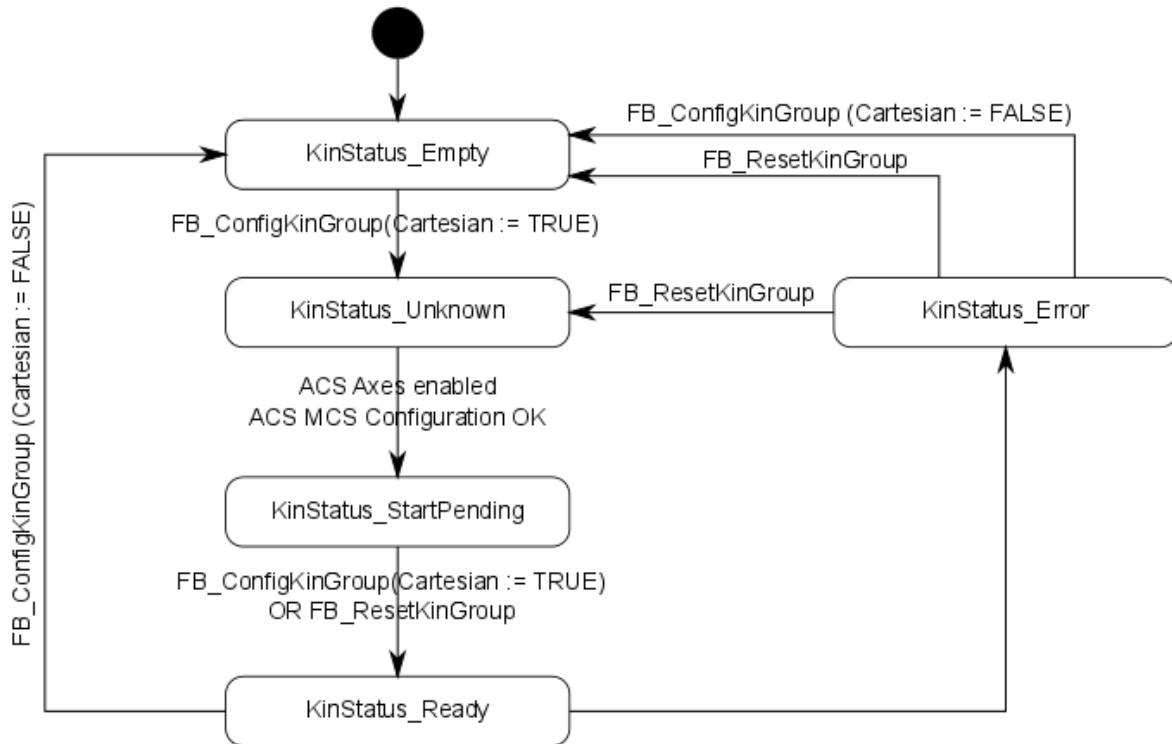 FB_ConfigKinGroup (Cartesian := FALSE)
KinStatus_Empty
FB_ResetKinGroup
FB_ConfigKinGroup(Cartesian := TRUE)
FB_ResetKinGroup
KinStatus_Unknown
KinStatus_Error
ACS Axes enabled
ACS MCS Configuration OK
FB_ConfigKinGroup (Cartesian := FALSE)
KinStatus_StartPending
FB_ConfigKinGroup(Cartesian := TRUE)
OR FB_ResetKinGroup
KinStatus_Ready